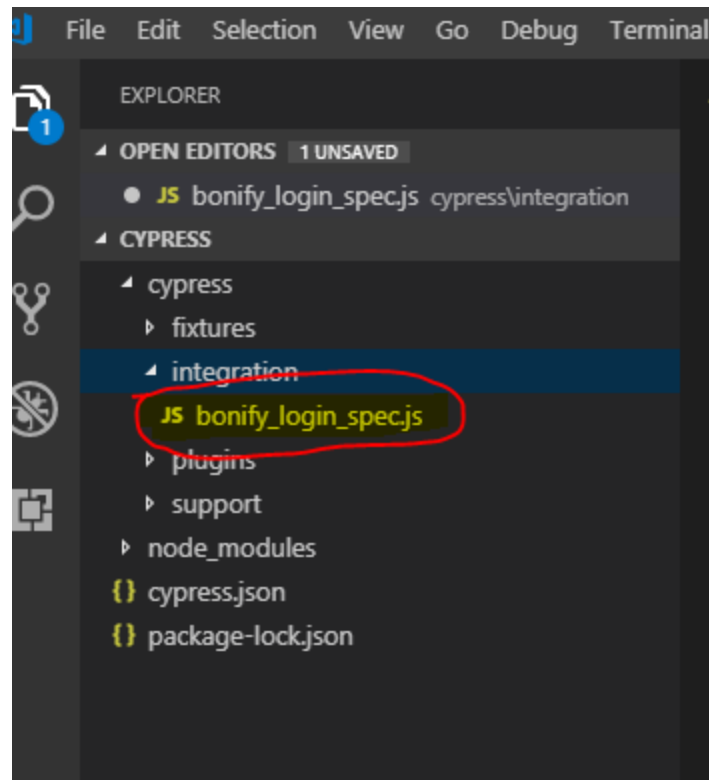 File Edit Selection View Go Debug Terminal
EXPLORER
1
OPEN EDITORS 1 UNSAVED
JS bonify_login_spec.js cypress\integration
CYPRESS
cypress
fixtures
integration
JS bonify_login_spec.js
plugins
support
node_modules
{} cypress.json
{} package-lock.json